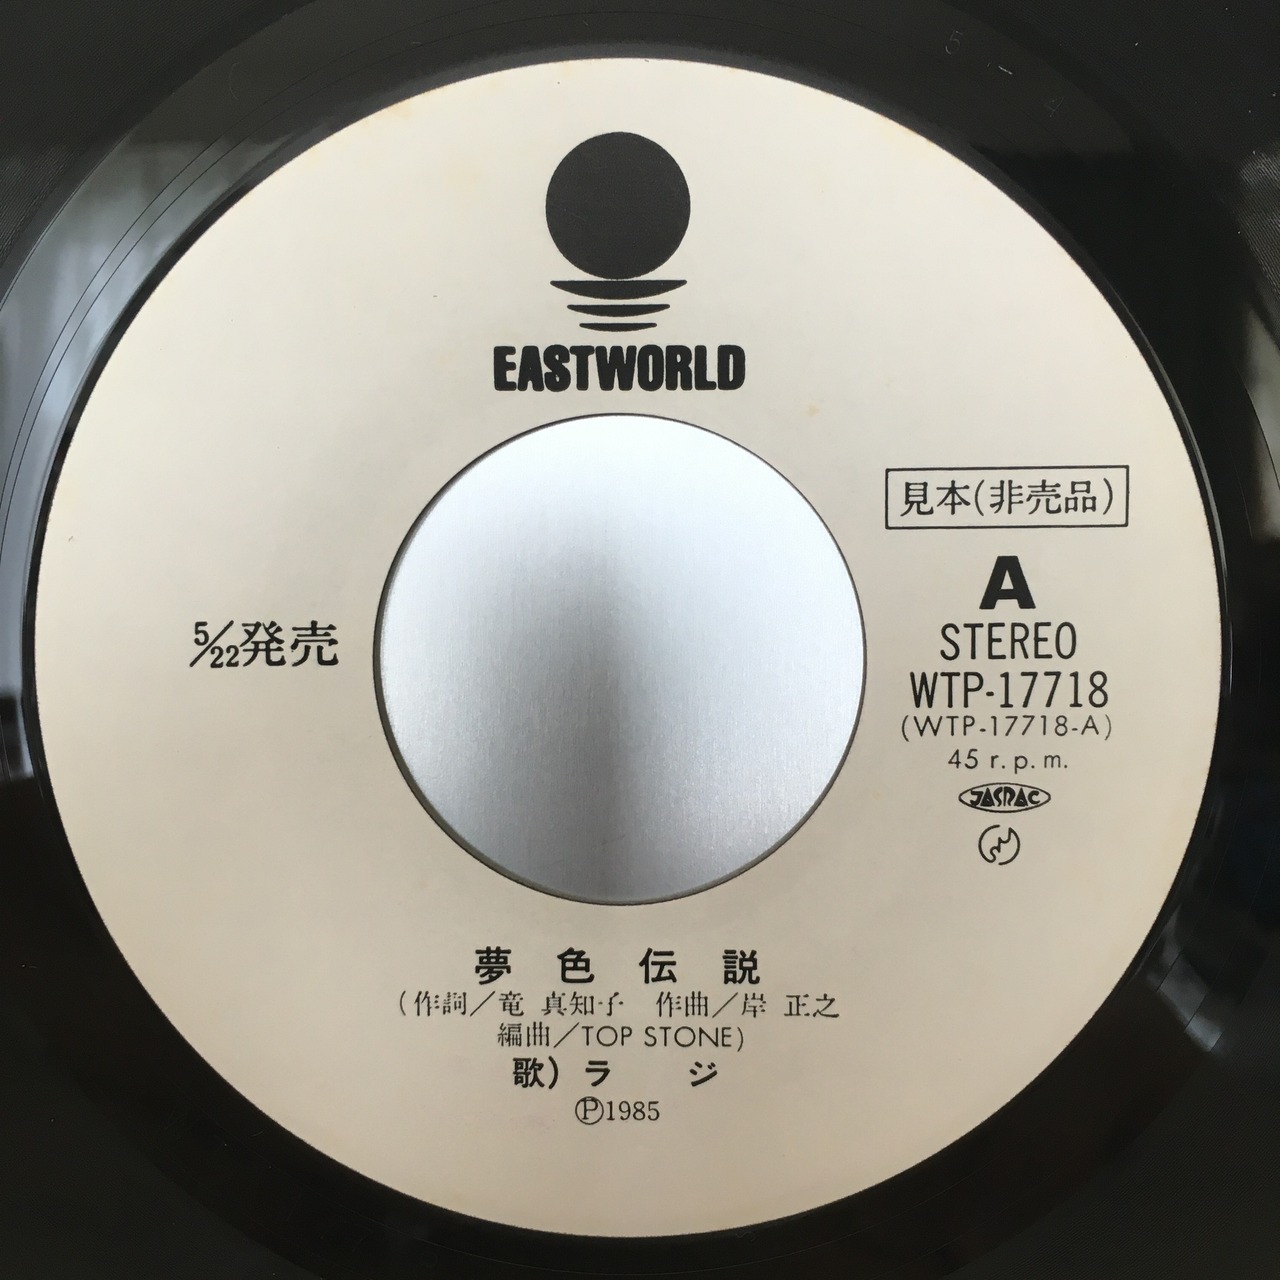 EASTWORLD
見本(非売品)
A
STEREO
WTP-17718
(WTP-17718-A)
45 r.p.m.
JASRAC
5/22発売
夢色伝説
(作詞/竜 真知子 作曲/岸 正之
編曲/TOP STONE)
歌)ラ ジ
Ⓟ1985